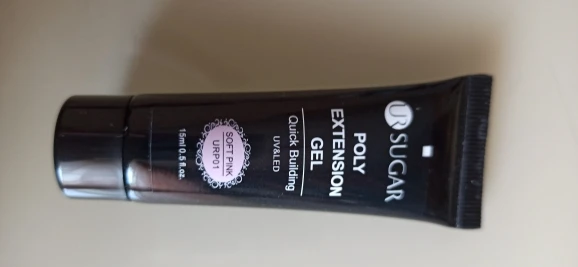 UR SUGAR
POLY
EXTENSION
GEL
Quick Building
UV&LED
SOFT PINK
URP01
15ml 0.5 fl.oz.